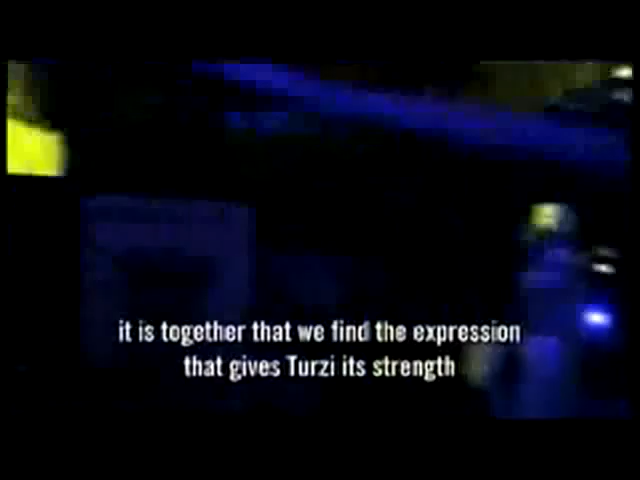 it is together that we find the expression
that gives Turzi its strength